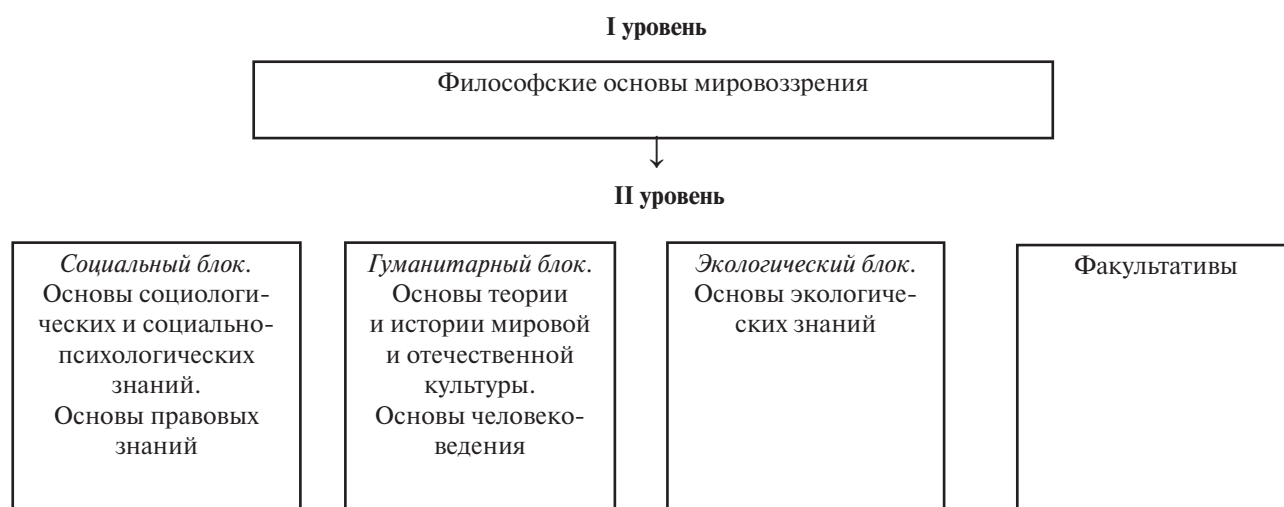 I уровень
Философские основы мировоззрения
↓
II уровень
Социальный блок.
Основы социологи-
ческих и социально-
психологических
знаний.
Основы правовых
знаний
Гуманитарный блок.
Основы теории
и истории мировой
и отечественной
культуры.
Основы человеко-
ведения
Экологический блок.
Основы экологиче-
ских знаний
Факультативы